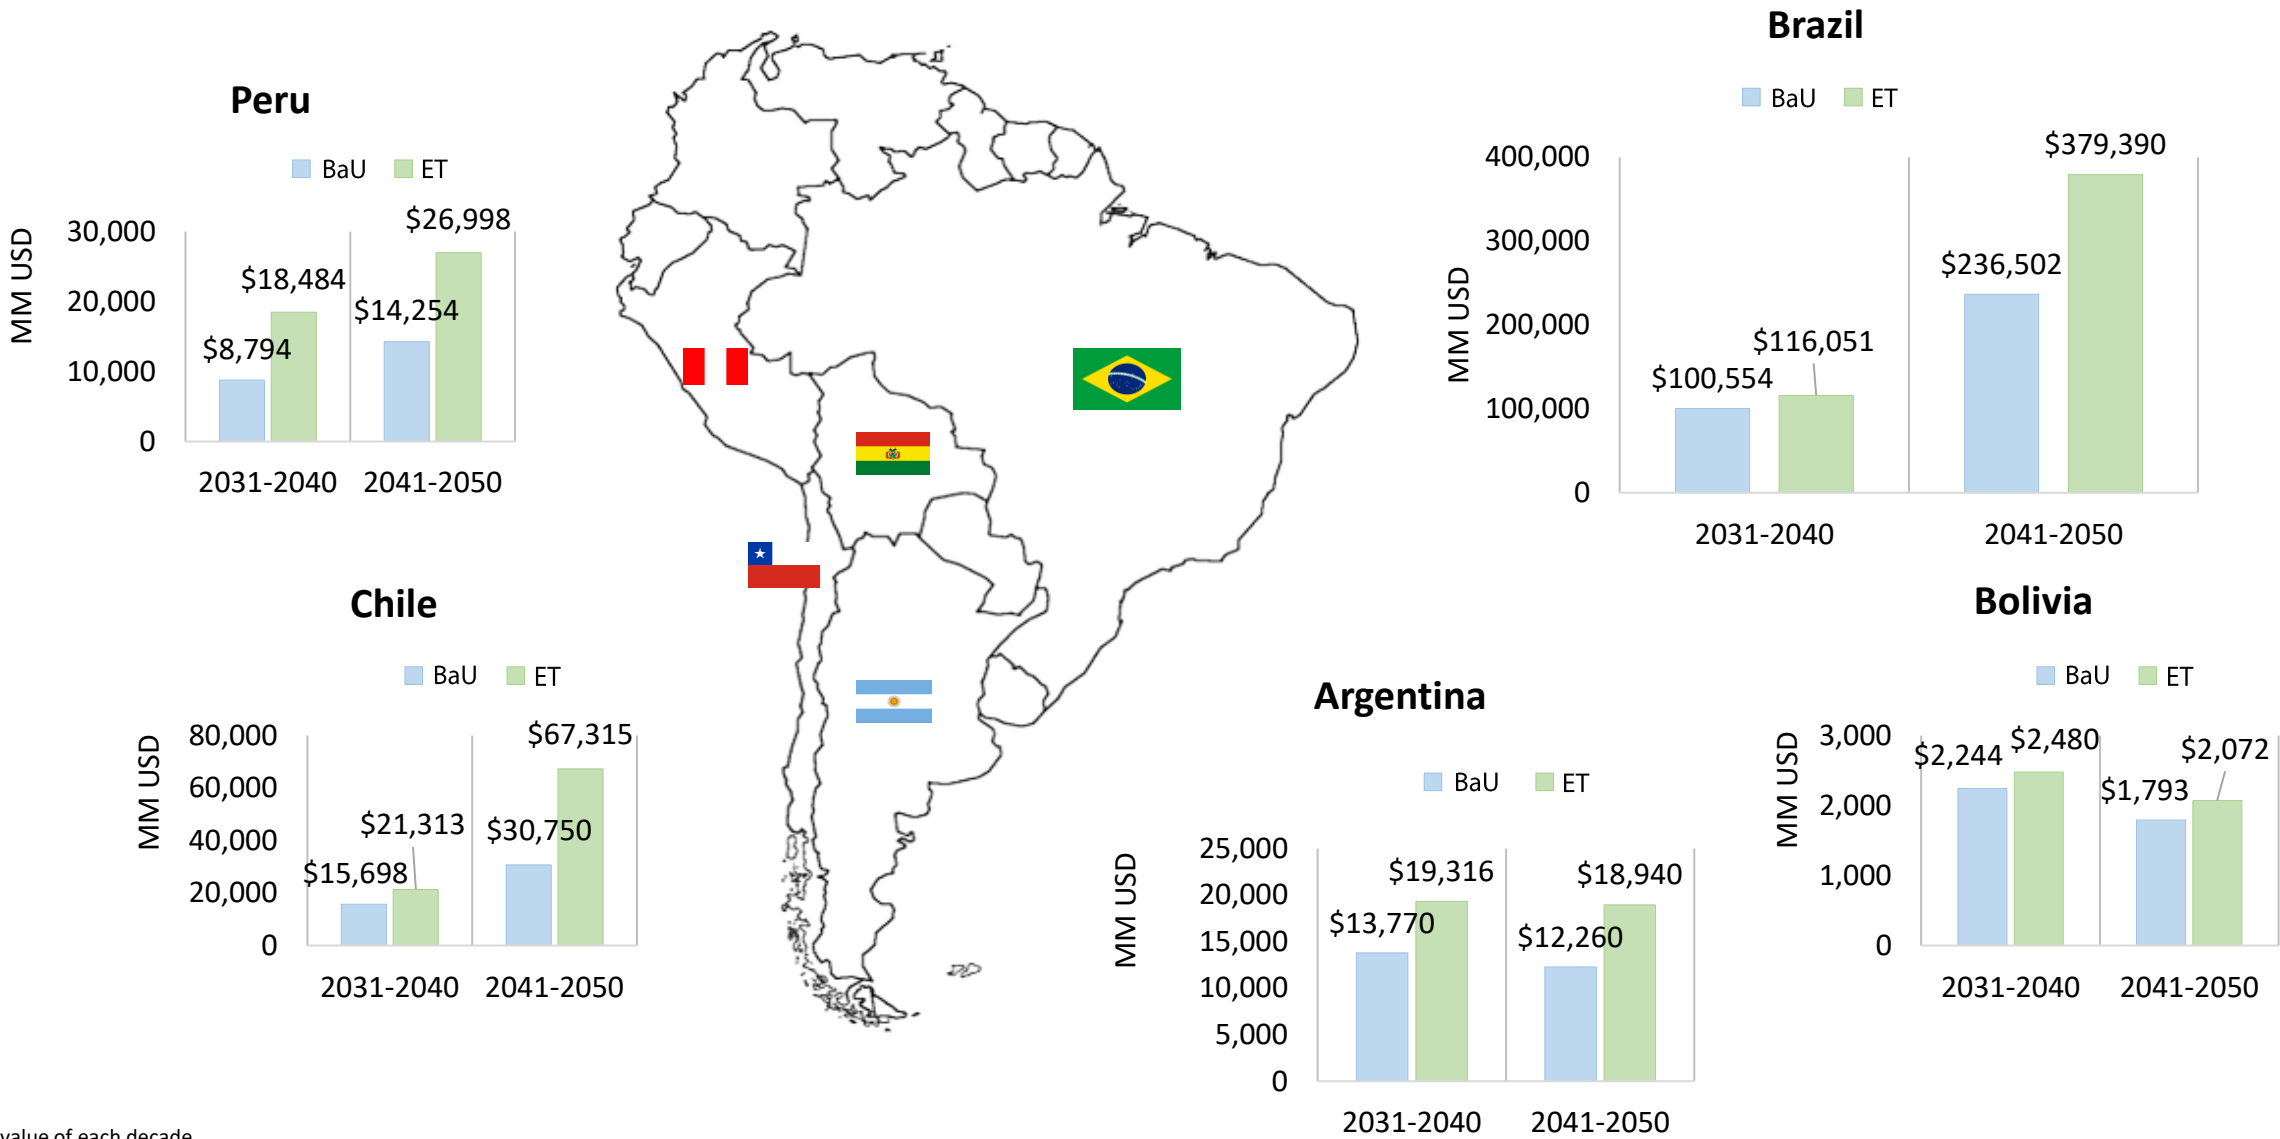 Brazil
BaU ET
$379,390
400,000
300,000
$236,502
200,000
$116,051
$100,554
100,000
0
MM USD
2031-2040 2041-2050
Peru
BaU ET
$26,998
30,000
$18,484
20,000
$14,254
$8,794
10,000
0
MM USD
2031-2040 2041-2050
Chile
BaU ET
80,000
$67,315
60,000
40,000
$21,313 $30,750
$15,698
20,000
0
MM USD
2031-2040 2041-2050
Argentina
BaU ET
25,000
$19,316 $18,940
20,000
$13,770 $12,260
15,000
10,000
5,000
0
MM USD
2031-2040 2041-2050
Bolivia
BaU ET
3,000
$2,244 $2,480 $2,072
2,000
$1,793
1,000
0
MM USD
2031-2040 2041-2050
value of each decade